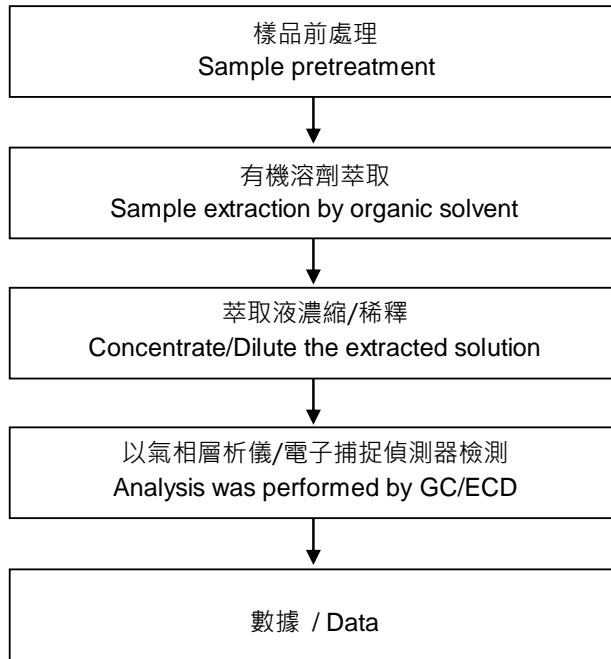 樣品前處理
Sample pretreatment
有機溶劑萃取
Sample extraction by organic solvent
萃取液濃縮/稀釋
Concentrate/Dilute the extracted solution
以氣相層析儀/電子捕捉偵測器檢測
Analysis was performed by GC/ECD
數據 / Data